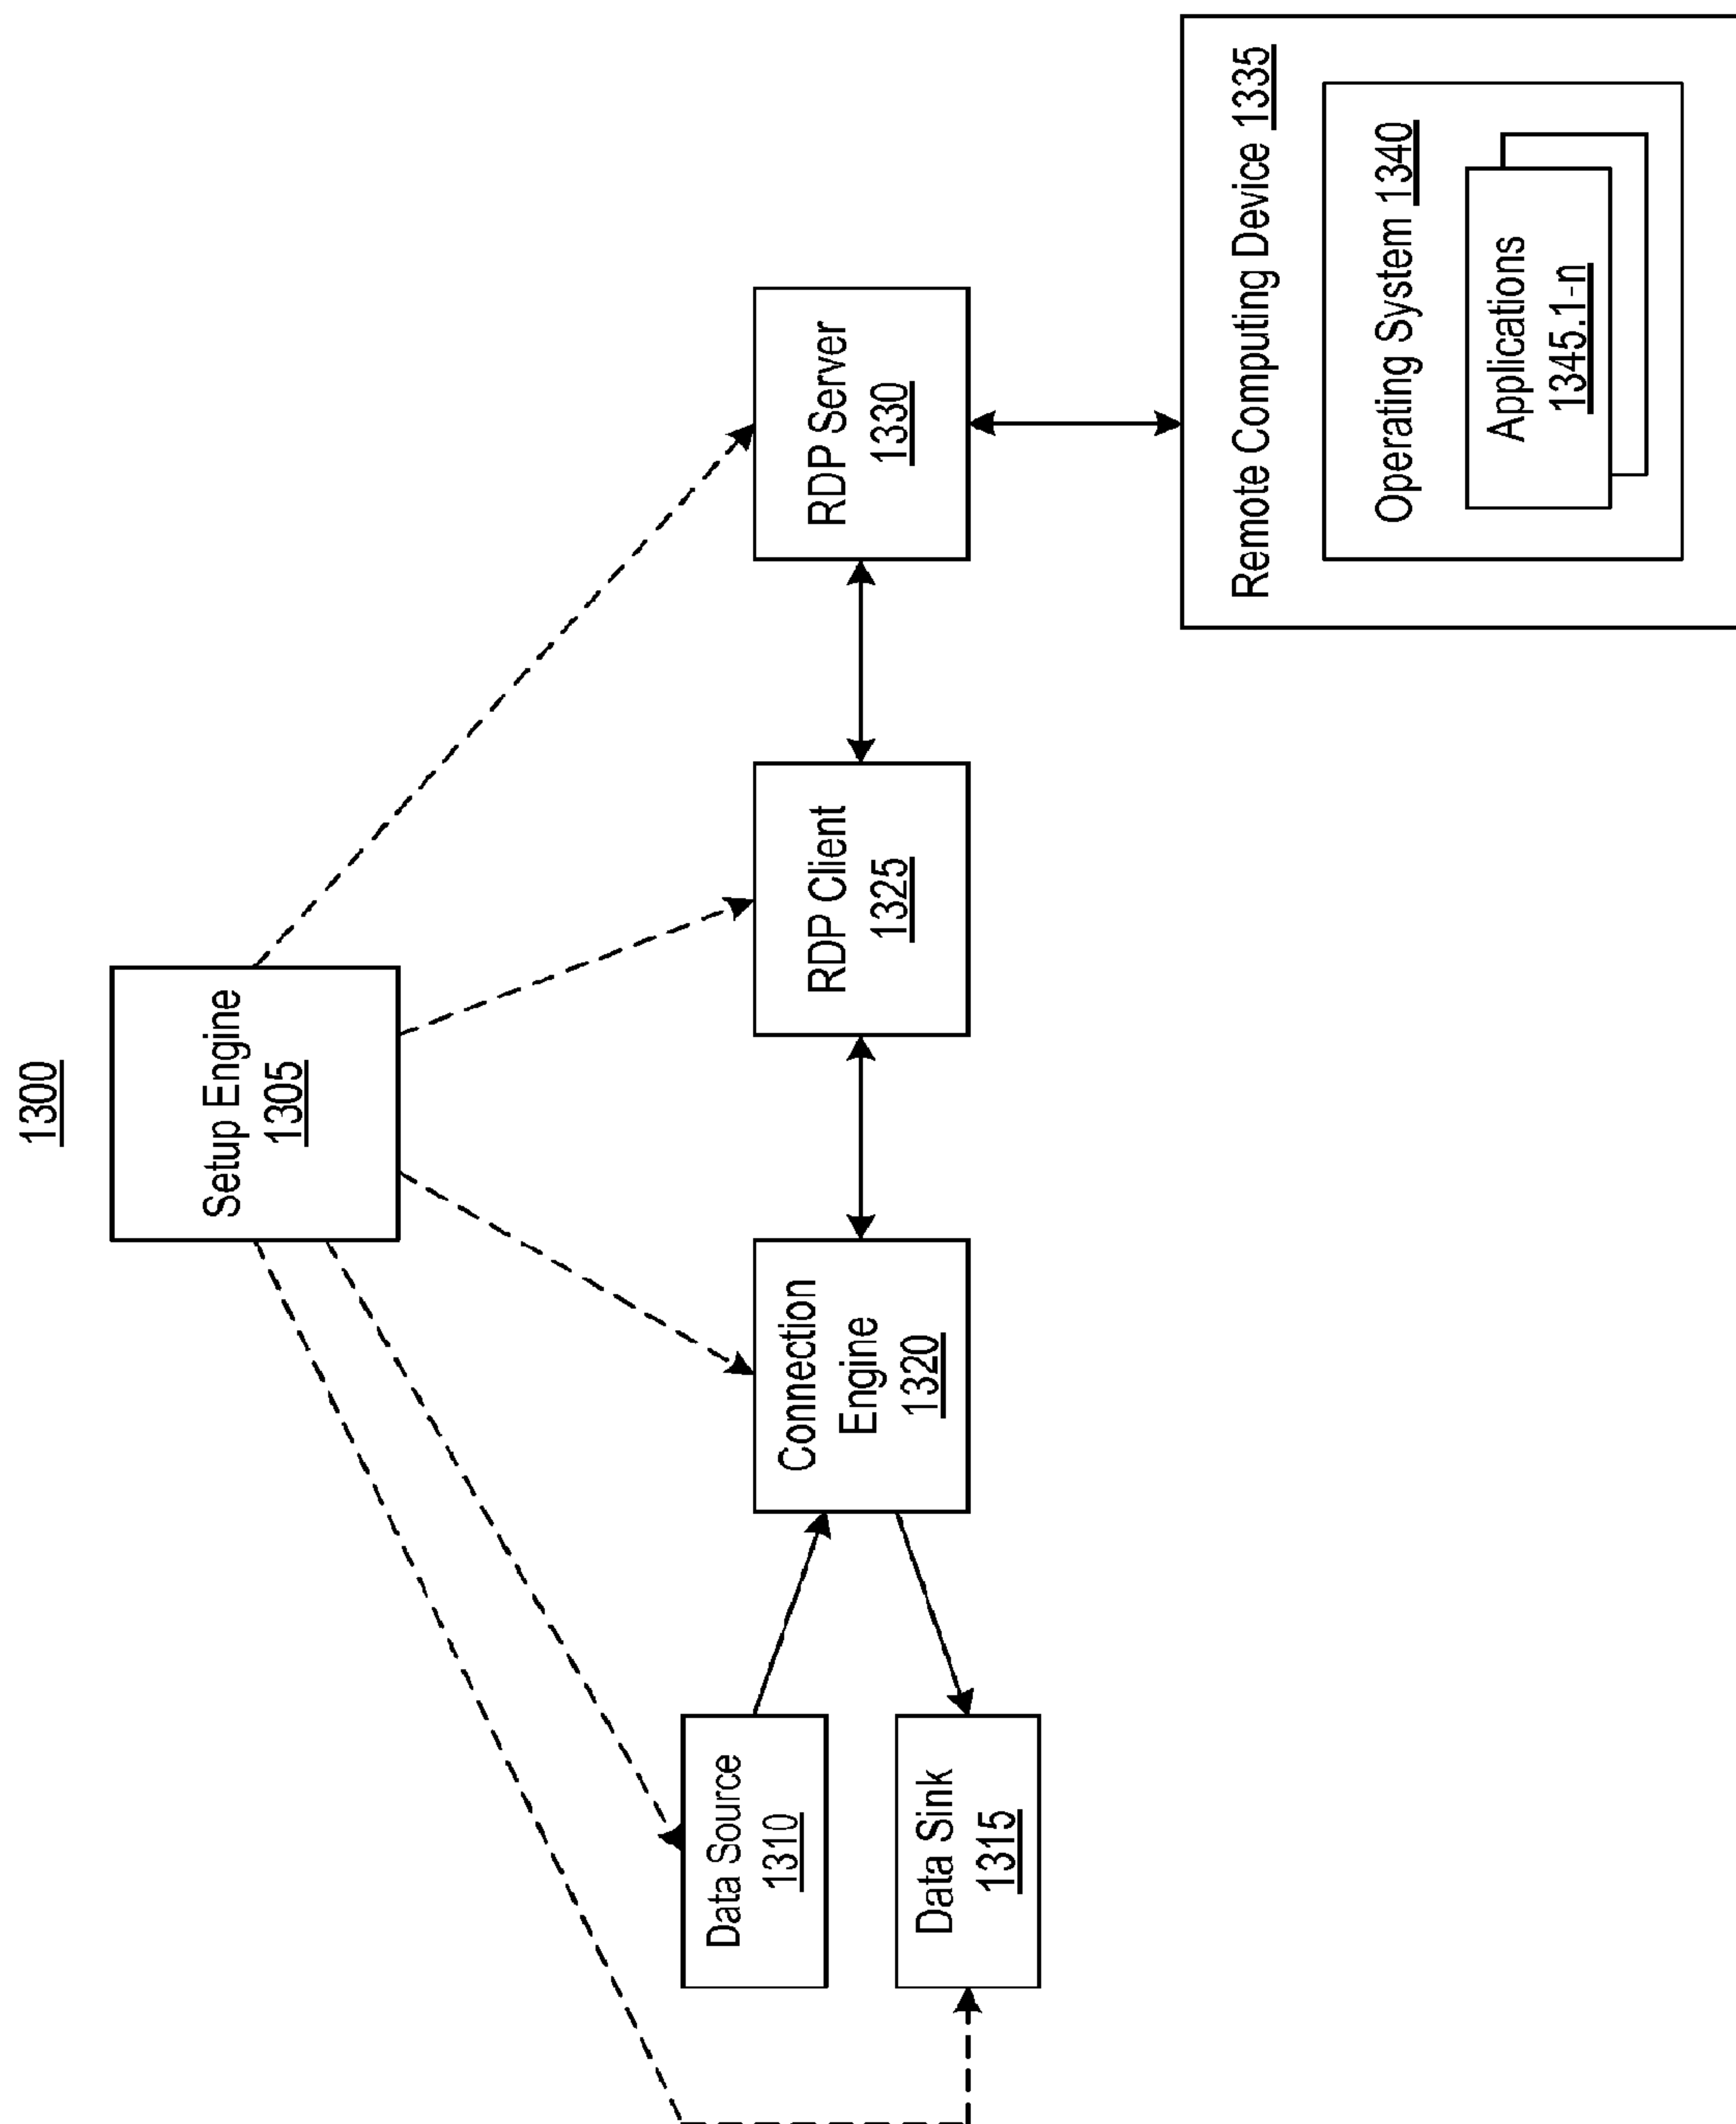 1300
Setup Engine
1305
Data Source
1310
Data Sink
1315
Connection
Engine
1320
RDP Client
1325
RDP Server
1330
Remote Computing Device 1335
Operating System 1340
Applications
1345.1-n